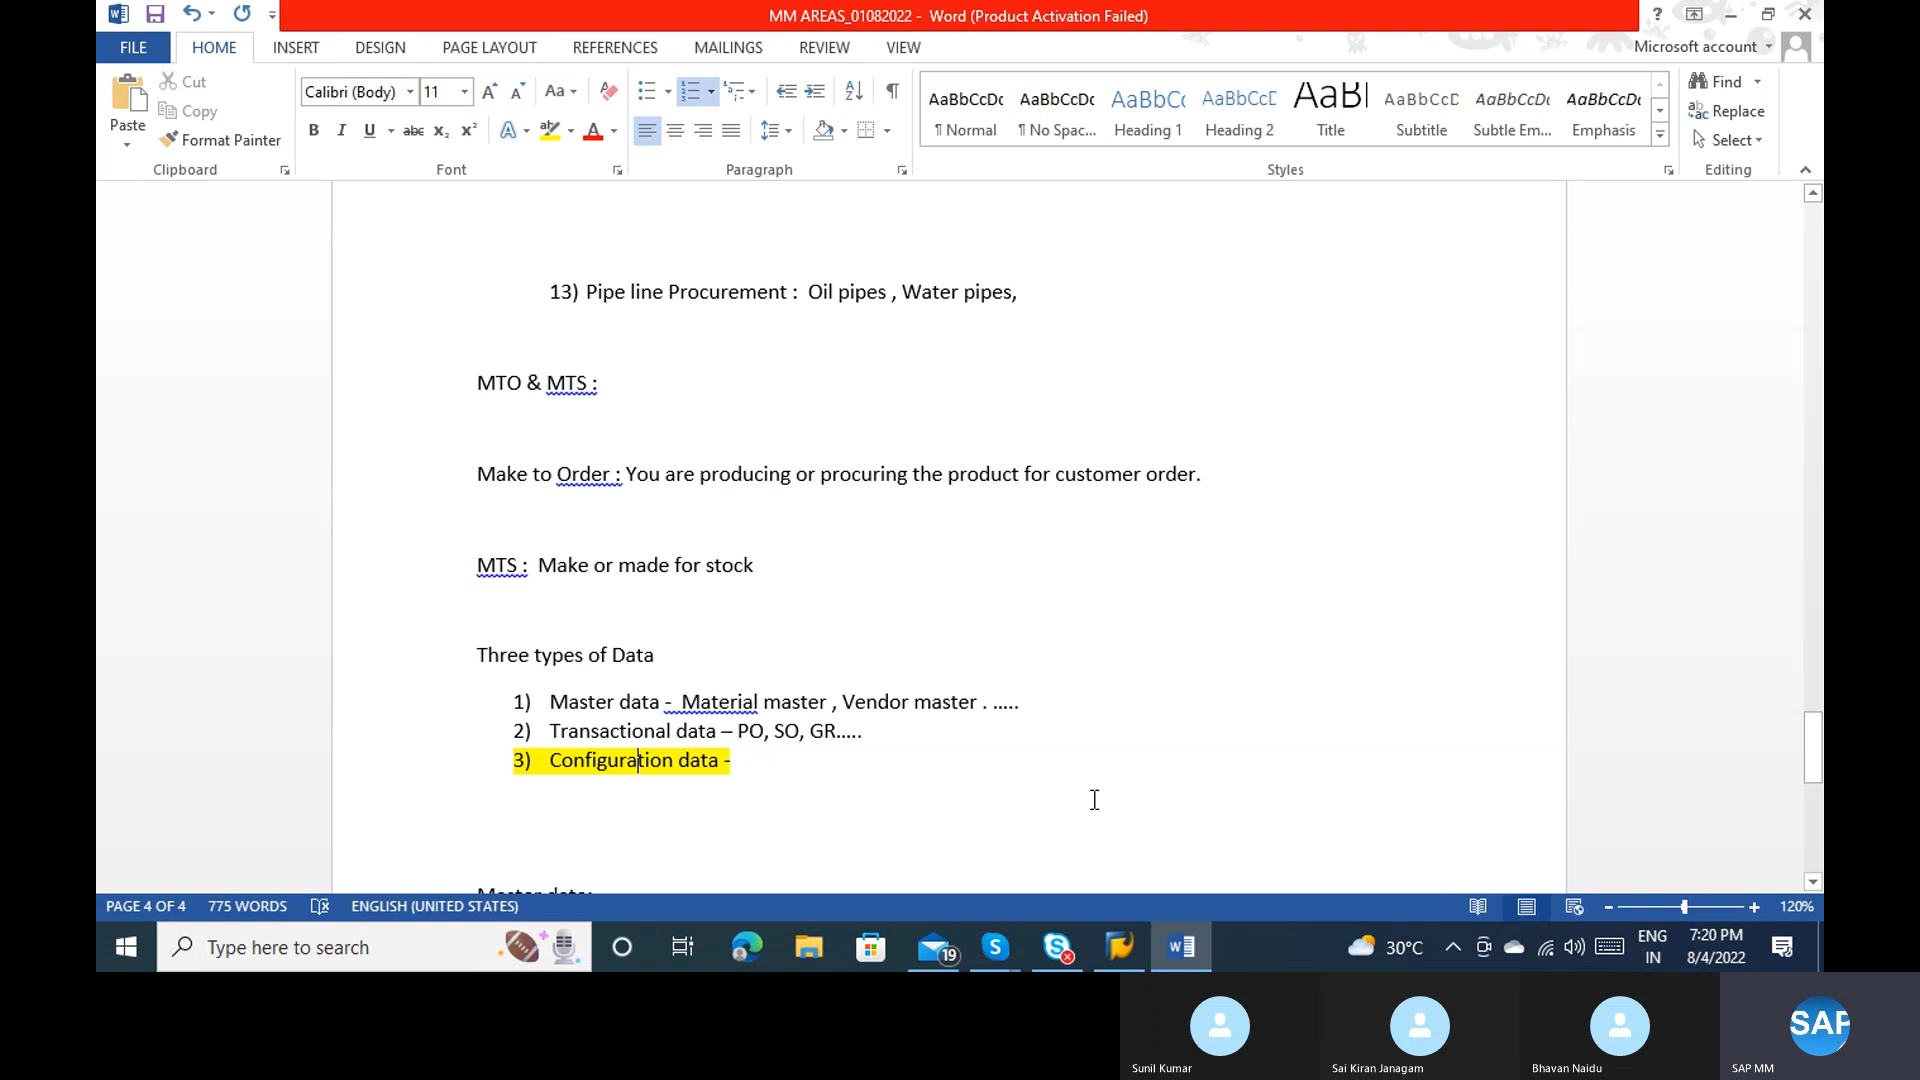 MM AREAS_01082022 - Word (Product Activation Failed)
?
FILE HOME INSERT DESIGN PAGE LAYOUT REFERENCES MAILINGS REVIEW VIEW Microsoft account
Paste
Cut
Copy
Format Painter
Clipboard
Calibri (Body) 11 Aa
B I U abc X₂ X² A A
Font
Paragraph
AaBbCcDc AaBbCcDc AaBbCc AaBbCcD AaBl AaBbCcD AaBbCcDc AaBbCcDc
¶ Normal ¶ No Spac... Heading 1 Heading 2 Title Subtitle Subtle Em... Emphasis
Styles
Find
Replace
Select
Editing
13) Pipe line Procurement : Oil pipes , Water pipes,
MTO & MTS :
Make to Order : You are producing or procuring the product for customer order.
MTS : Make or made for stock
Three types of Data
1) Master data - Material master , Vendor master . .....
2) Transactional data – PO, SO, GR.....
3) Configuration data -
Master data:
PAGE 4 OF 4 775 WORDS ENGLISH (UNITED STATES) 120%
Type here to search
19
30°C
ENG
IN
7:20 PM
8/4/2022
SAP
Sunil Kumar Sai Kiran Janagam Bhavan Naidu SAP MM